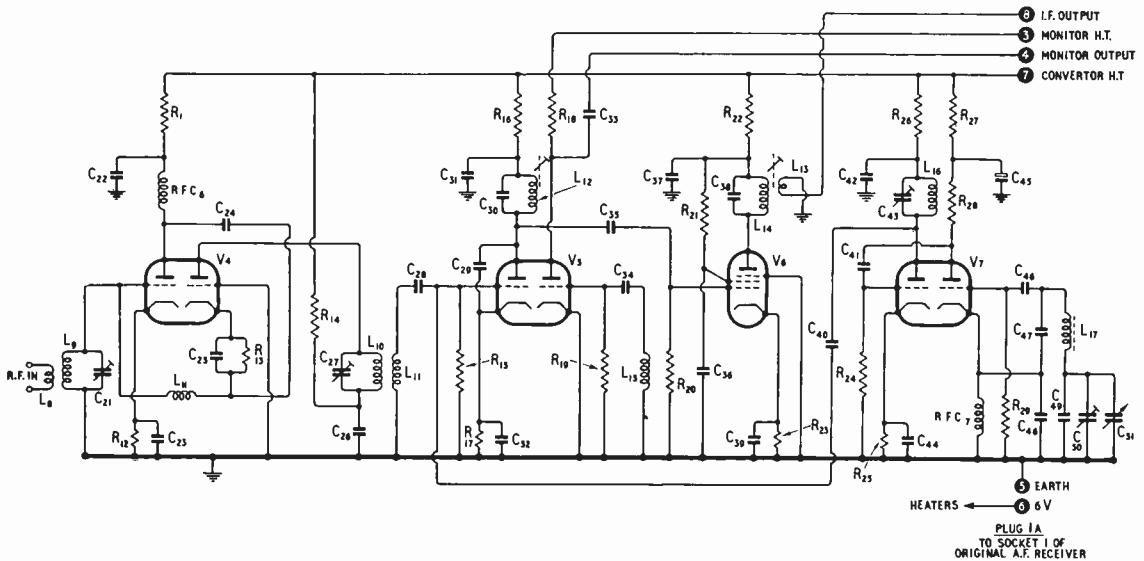 8 I.F. OUTPUT
3 MONITOR H.T.
4 MONITOR OUTPUT
7 CONVERTOR H.T
R1
R16
R18
C33
R22
R26
R27
C22
RFC6
C31
L12
C30
C37
L13
C38
R21
L14
C42
L16
C43
R28
C45
C24
C35
V4
C29
V5
V6
C41
V7
C28
C34
C46
R14
C47
L17
L9
C25
R13
C27
L10
L11
R15
R19
L15
R20
C36
C40
R24
R.F. IN
L8
C21
LN
R12
C23
C26
R17
C32
C39
R23
R25
C44
RFC7
R29
C49
C50
C51
5 EARTH
HEATERS 6 6V
PLUG 1A
TO SOCKET 1 OF
ORIGINAL A.F. RECEIVER